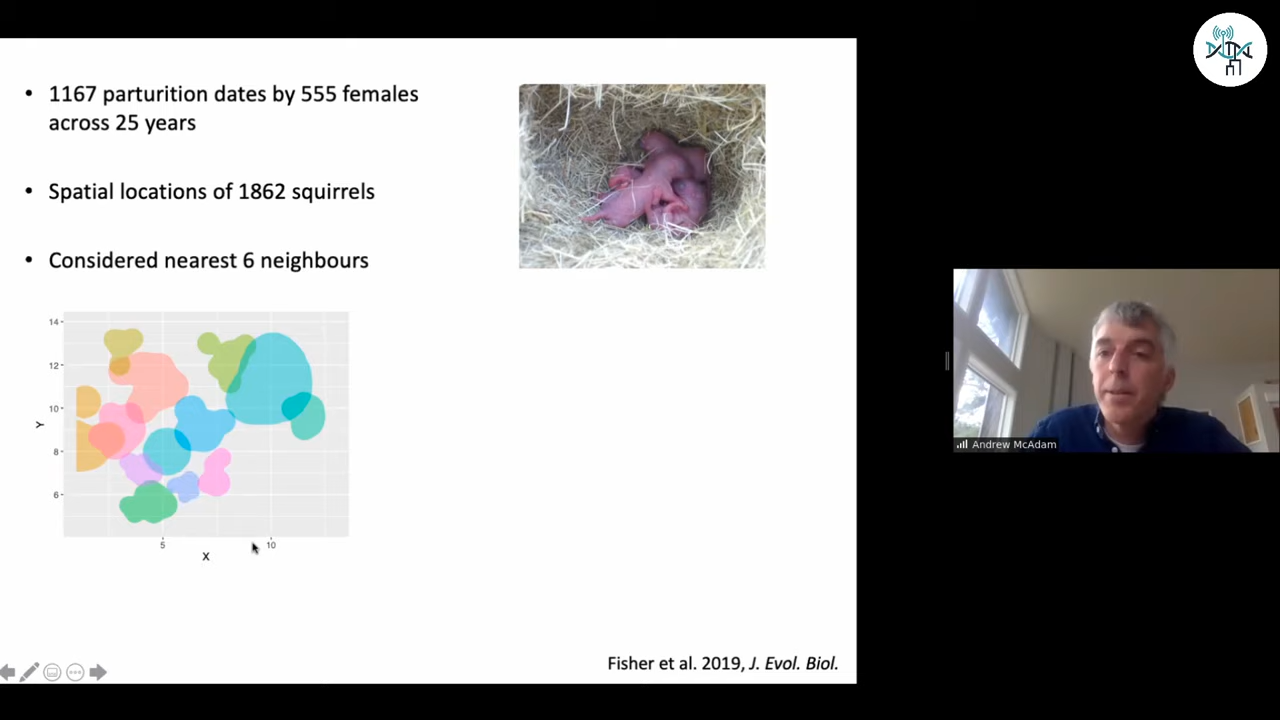 • 1167 parturition dates by 555 females
across 25 years
• Spatial locations of 1862 squirrels
• Considered nearest 6 neighbours
14
12
10
8
6
Y
5
10
X
Fisher et al. 2019, J. Evol. Biol.
Andrew McAdam